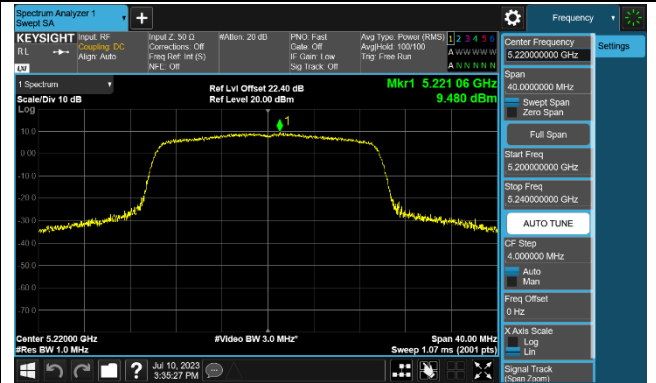 Spectrum Analyzer 1
Swept SA
Frequency
KEYSIGHT
RL
LXI
Input: RF
Coupling: DC
Align: Auto
Input Z: 50 Ω
Corrections: Off
Freq Ref: Int (S)
NFE: Off
#Atten: 20 dB
PNO: Fast
Gate: Off
IF Gain: Low
Sig Track: Off
Avg Type: Power (RMS)
Avg|Hold: 100/100
Trig: Free Run
1 2 3 4 5 6
A W W W W W
A N N N N N
1 Spectrum
Scale/Div 10 dB
Log
Ref Lvl Offset 22.40 dB
Ref Level 20.00 dBm
Mkr1 5.221 06 GHz
9.480 dBm
1
10.0
0.00
-10.0
-20.0
-30.0
-40.0
-50.0
-60.0
-70.0
Center 5.22000 GHz
#Res BW 1.0 MHz
#Video BW 3.0 MHz*
Span 40.00 MHz
Sweep 1.07 ms (2001 pts)
Jul 10, 2023
3:35:27 PM
Center Frequency
5.220000000 GHz
Settings
Span
40.0000000 MHz
Swept Span
Zero Span
Full Span
Start Freq
5.200000000 GHz
Stop Freq
5.240000000 GHz
AUTO TUNE
CF Step
4.000000 MHz
Auto
Man
Freq Offset
0 Hz
X Axis Scale
Log
Lin
Signal Track
(Span Zoom)